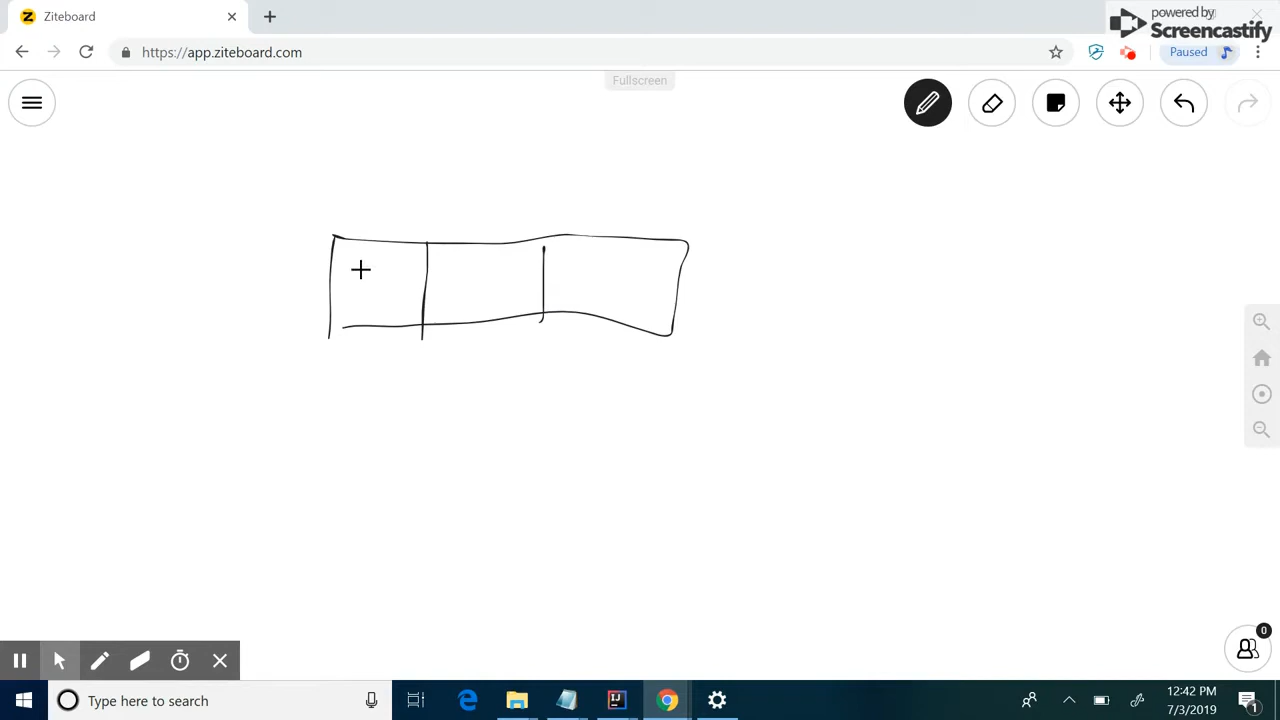 Ziteboard
powered by
Screencastify
https://app.ziteboard.com
Paused
Fullscreen
0
Type here to search
12:42 PM
7/3/2019
1